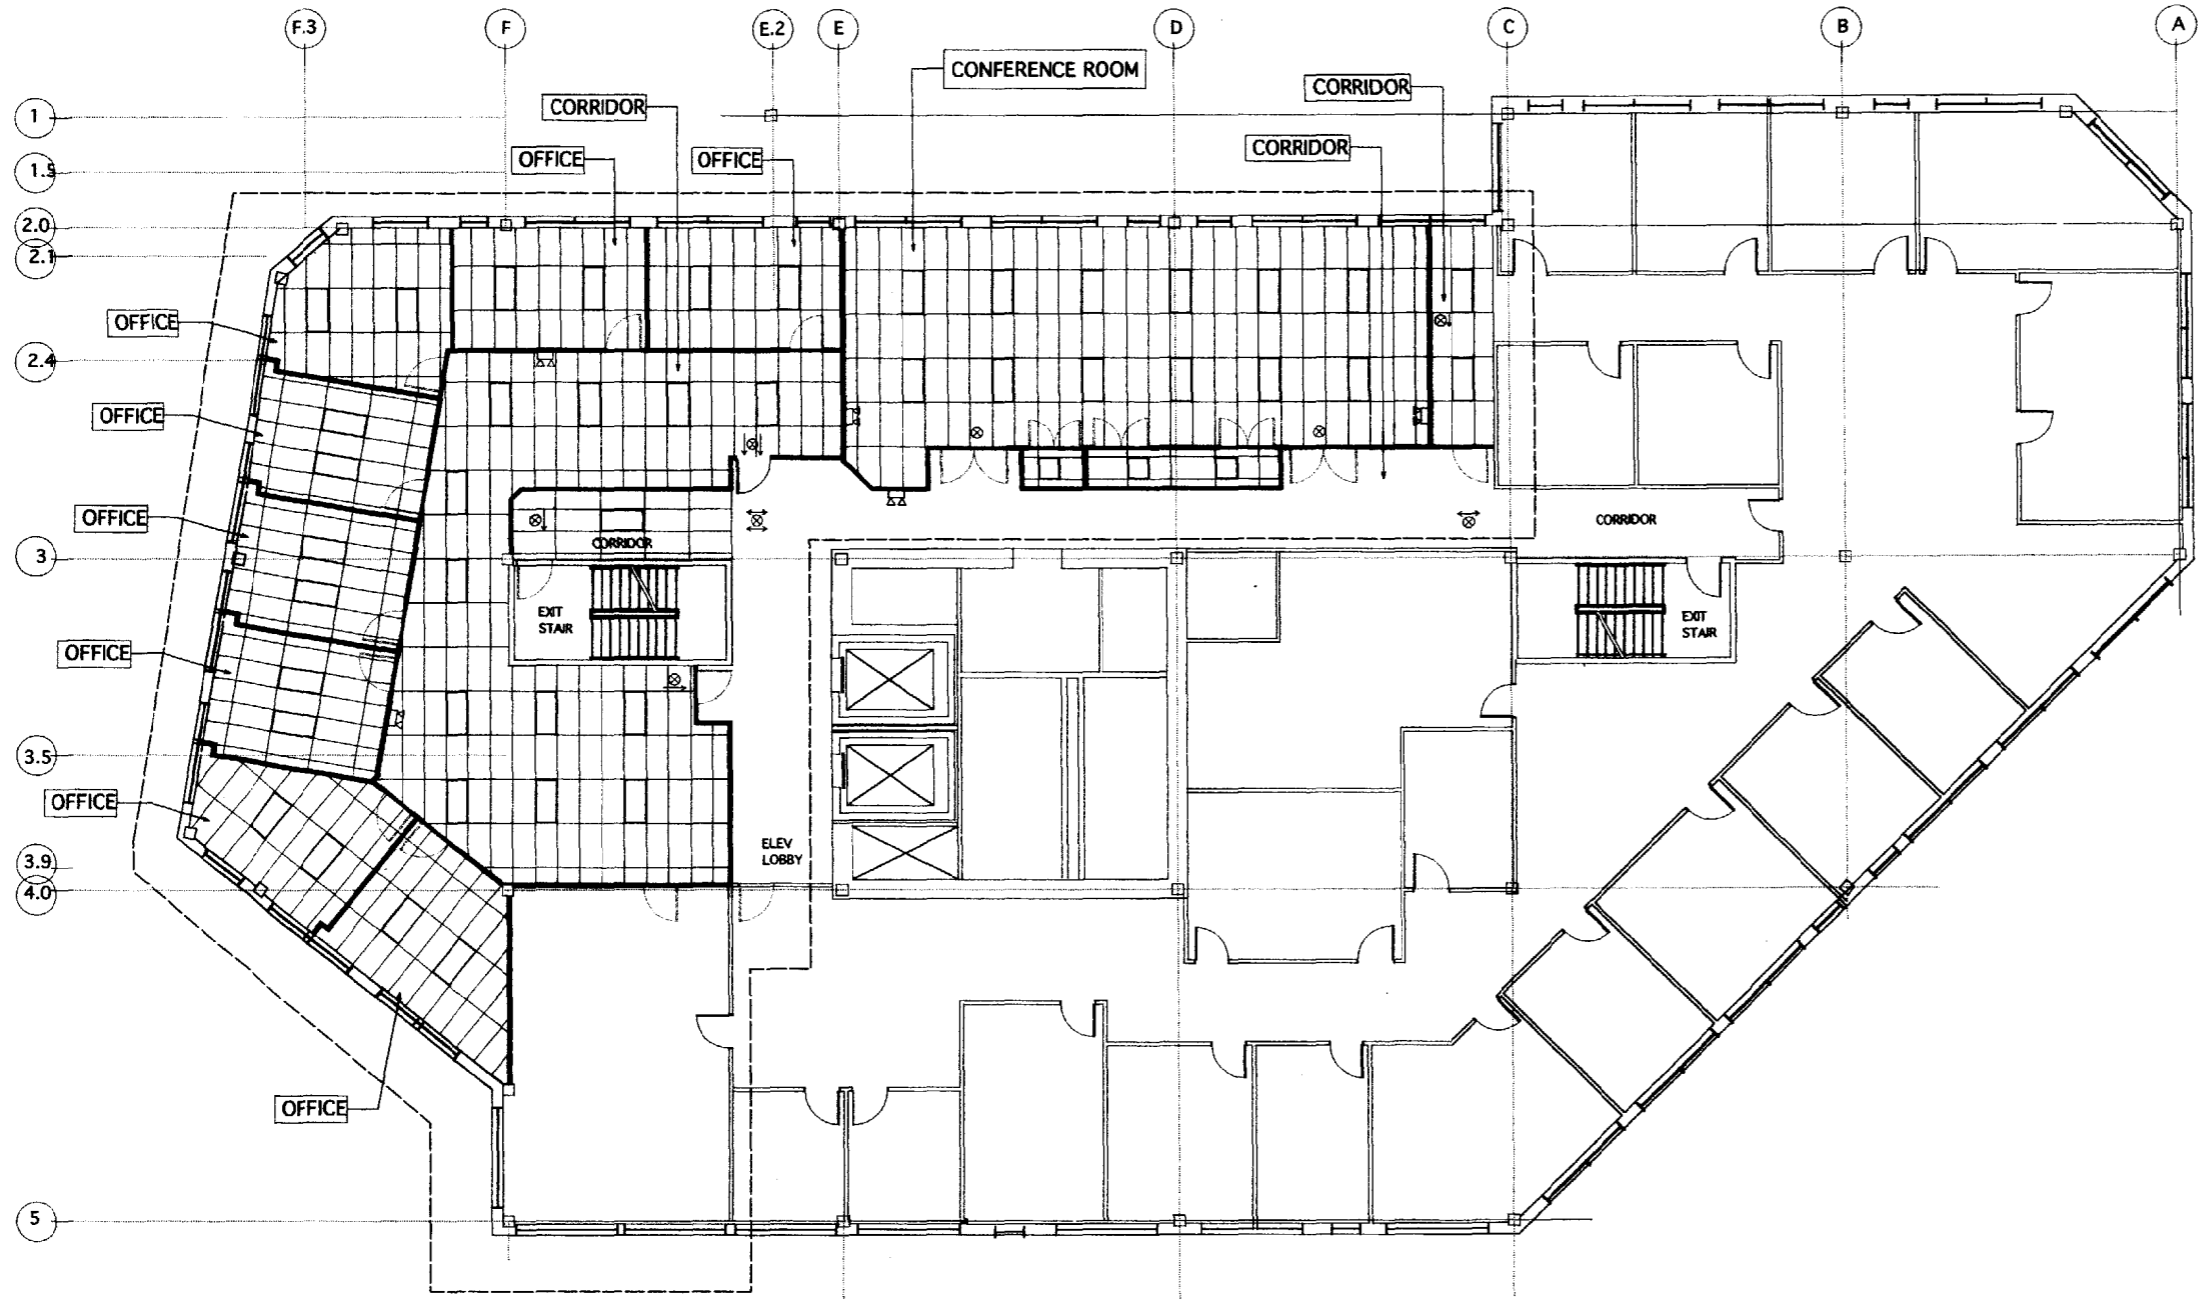 F.3
F
E.2
E
D
C
B
A
CONFERENCE ROOM
CORRIDOR
CORRIDOR
1
OFFICE
OFFICE
CORRIDOR
1.5
2.0
2.1
OFFICE
2.4
OFFICE
OFFICE
CORRIDOR
CORRIDOR
3
EXIT
STAIR
EXIT
STAIR
OFFICE
3.5
OFFICE
ELEV
LOBBY
3.9
4.0
OFFICE
5